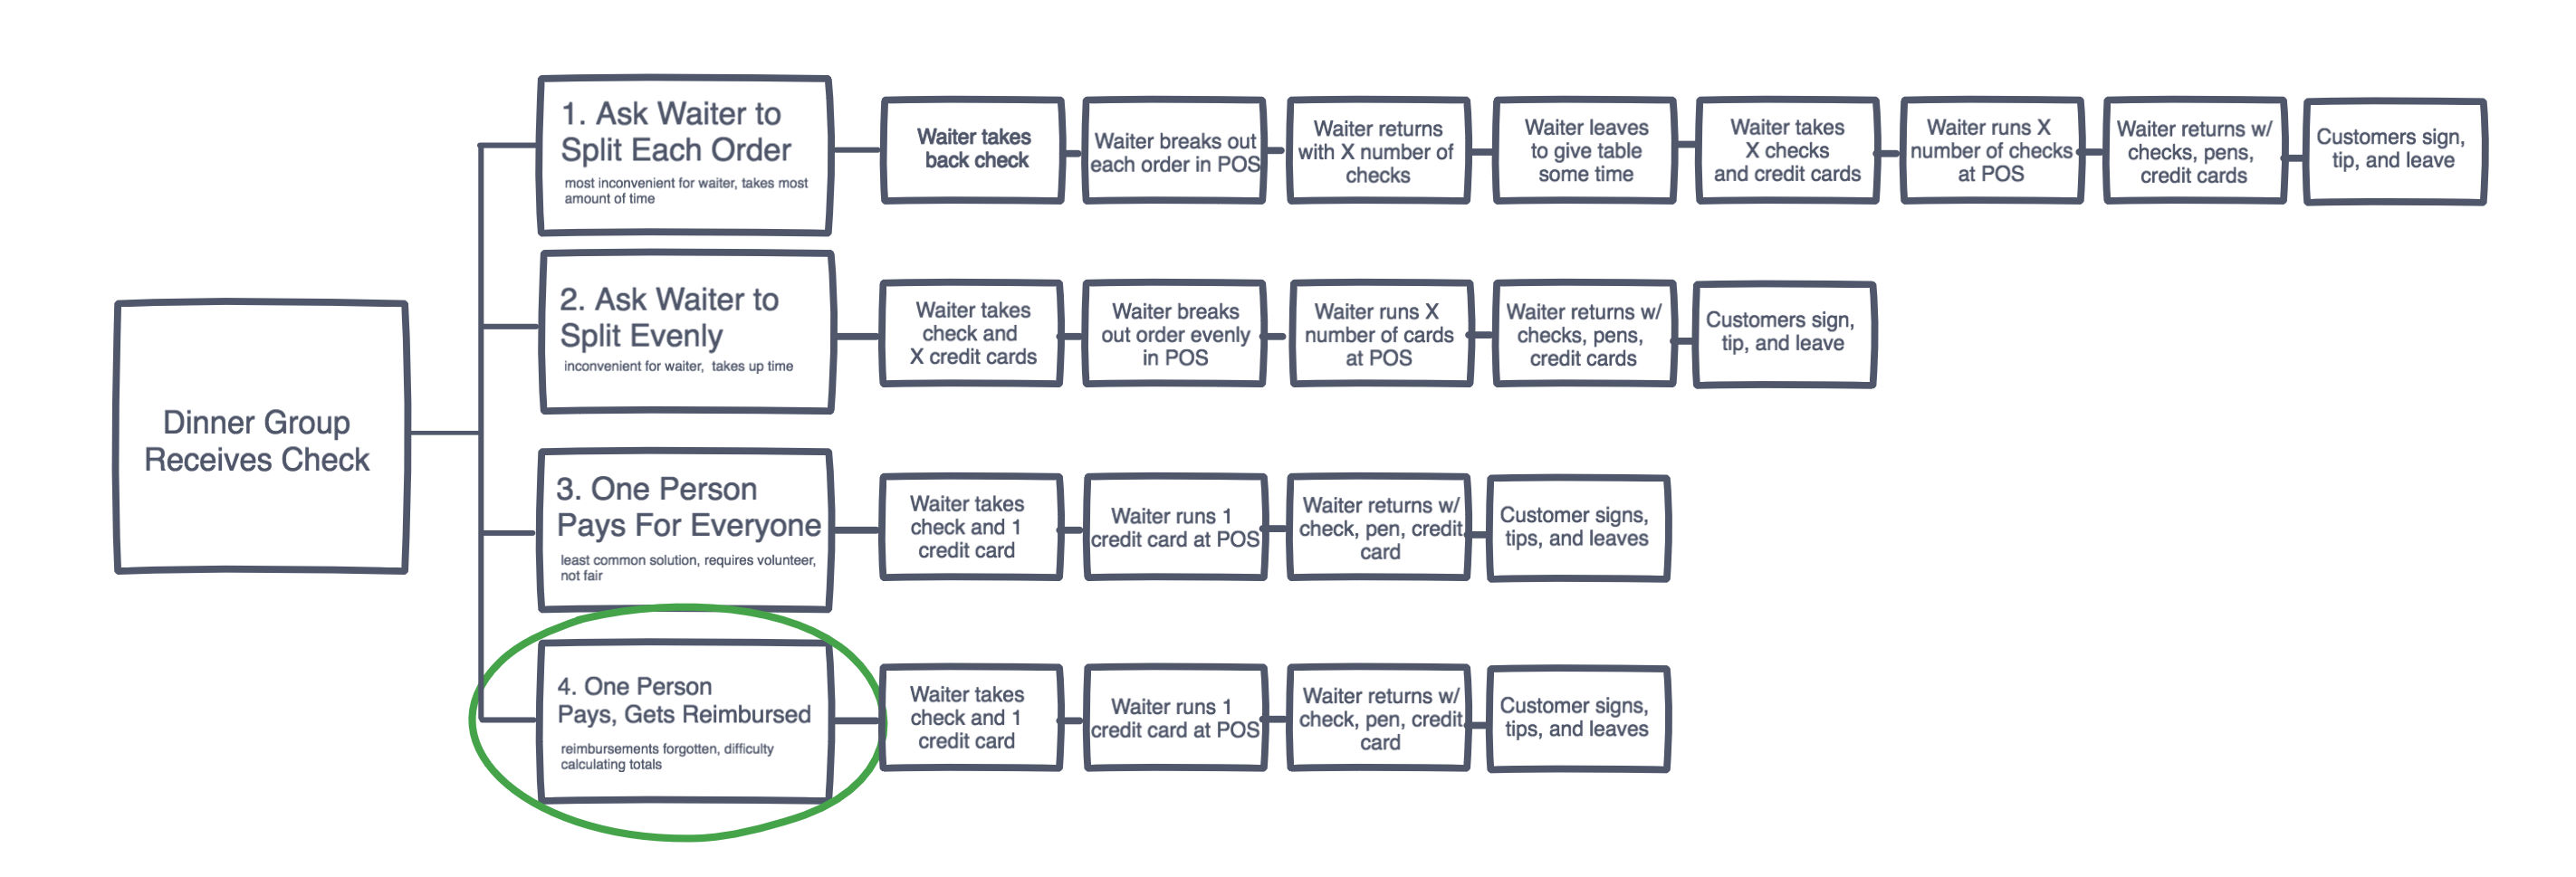 Dinner Group
Receives Check
1. Ask Waiter to
Split Each Order
most inconvenient for waiter, takes most
amount of time
Waiter takes
back check
Waiter breaks out
each order in POS
Waiter returns
with X number of
checks
Waiter leaves
to give table
some time
Waiter takes
X checks
and credit cards
Waiter runs X
number of checks
at POS
Waiter returns w/
checks, pens,
credit cards
Customers sign,
tip, and leave
2. Ask Waiter to
Split Evenly
inconvenient for waiter, takes up time
Waiter takes
check and
X credit cards
Waiter breaks
out order evenly
in POS
Waiter runs X
number of cards
at POS
Waiter returns w/
checks, pens,
credit cards
Customers sign,
tip, and leave
3. One Person
Pays For Everyone
least common solution, requires volunteer,
not fair
Waiter takes
check and 1
credit card
Waiter runs 1
credit card at POS
Waiter returns w/
check, pen, credit
card
Customer signs,
tips, and leaves
4. One Person
Pays, Gets Reimbursed
reimbursements forgotten, difficulty
calculating totals
Waiter takes
check and 1
credit card
Waiter runs 1
credit card at POS
Waiter returns w/
check, pen, credit
card
Customer signs,
tips, and leaves